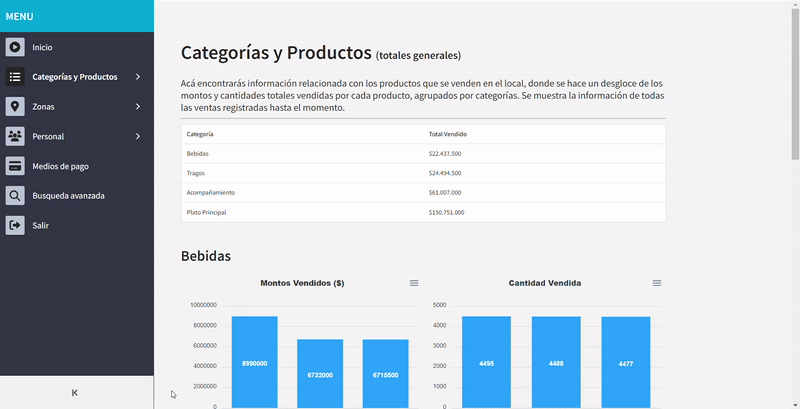 MENU
Inicio
Categorías y Productos
Zonas
Personal
Medios de pago
Busqueda avanzada
Salir
Categorías y Productos (totales generales)
Acá encontrarás información relacionada con los productos que se venden en el local, donde se hace un desgloce de los
montos y cantidades totales vendidas por cada producto, agrupados por categorías. Se muestra la información de todas
las ventas registradas hasta el momento.
Categoría Total Vendido
Bebidas $22.437.500
Tragos $24.494.500
Acompañamiento $61.007.000
Plato Principal $150.751.000
Bebidas
Montos Vendidos ($)
10000000
8000000
6000000
4000000
2000000
0
8990000 6732000 6715500
Cantidad Vendida
5000
4000
3000
2000
1000
0
4495 4488 4477